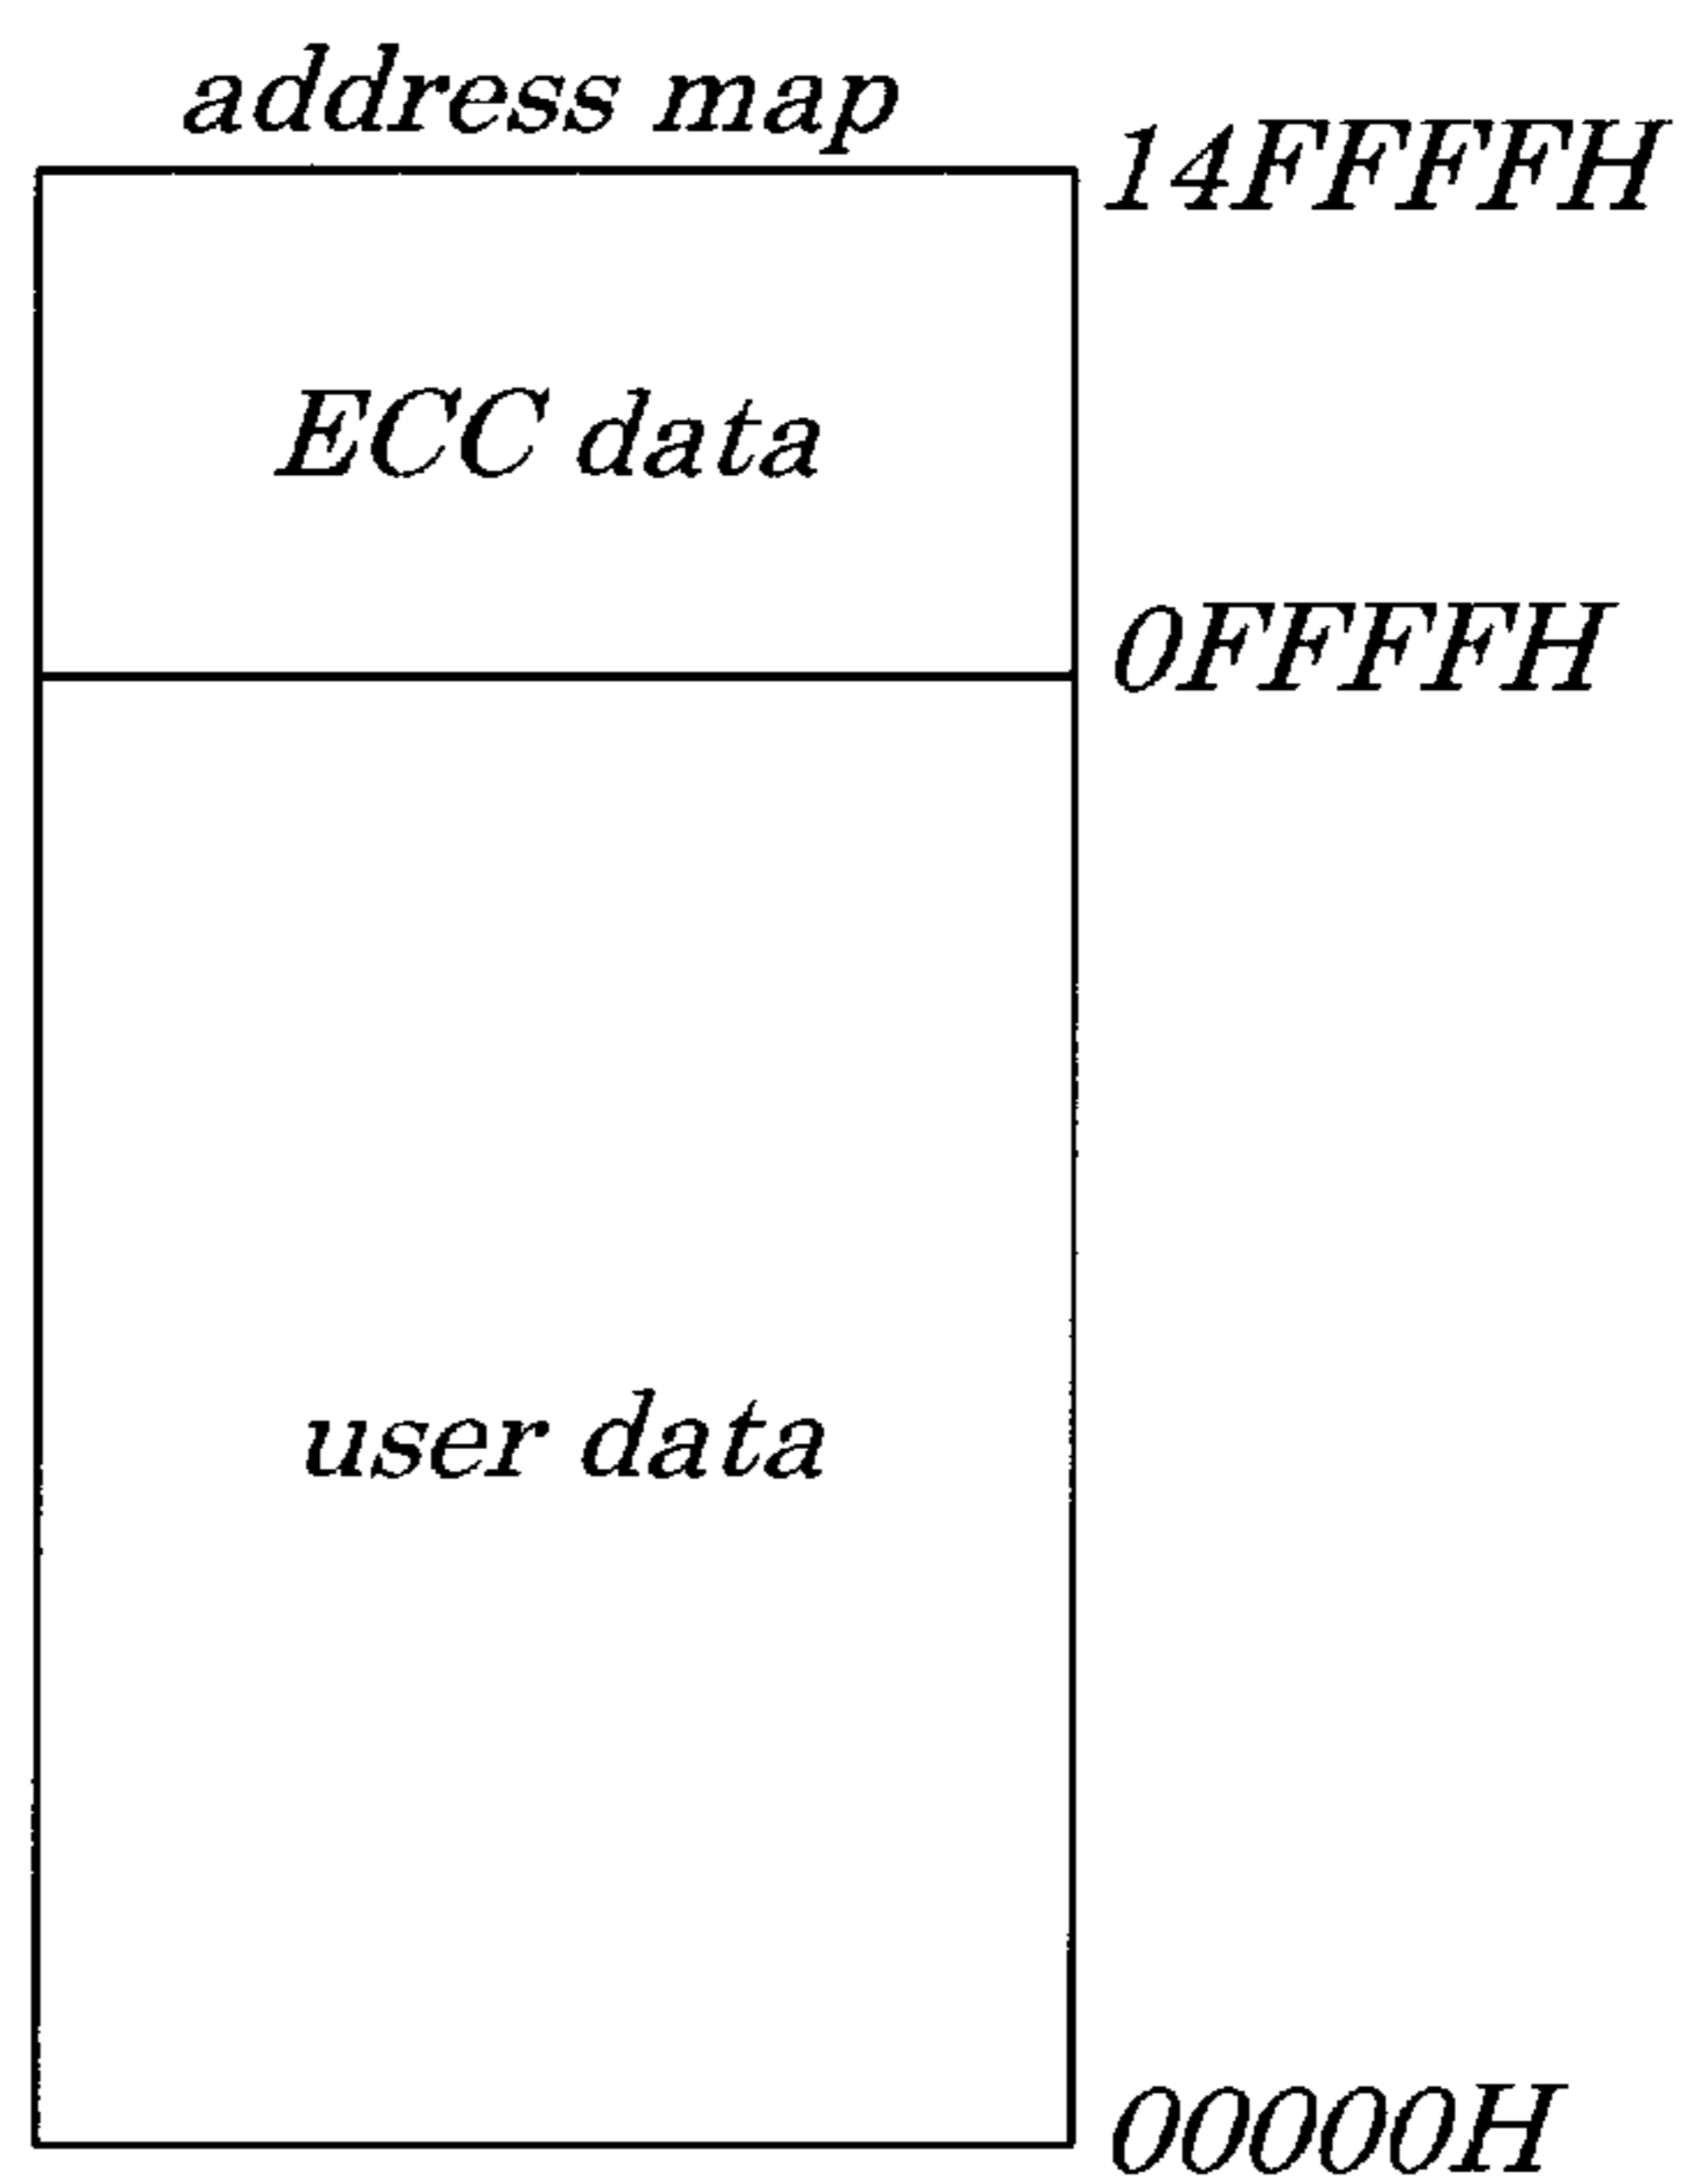 address map
14FFFFH
ECC data
0FFFFH
user data
00000H